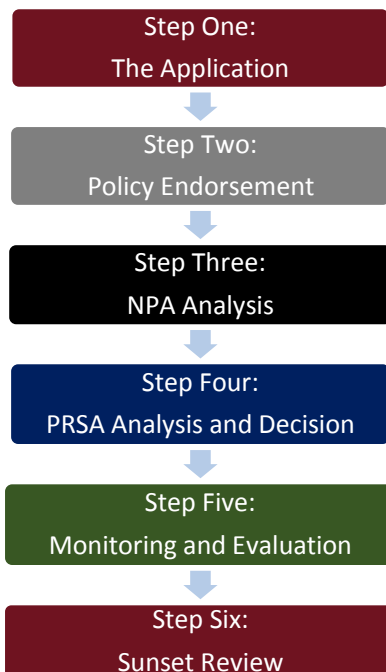 Step One:
The Application
Step Two:
Policy Endorsement
Step Three:
NPA Analysis
Step Four:
PRSA Analysis and Decision
Step Five:
Monitoring and Evaluation
Step Six:
Sunset Review